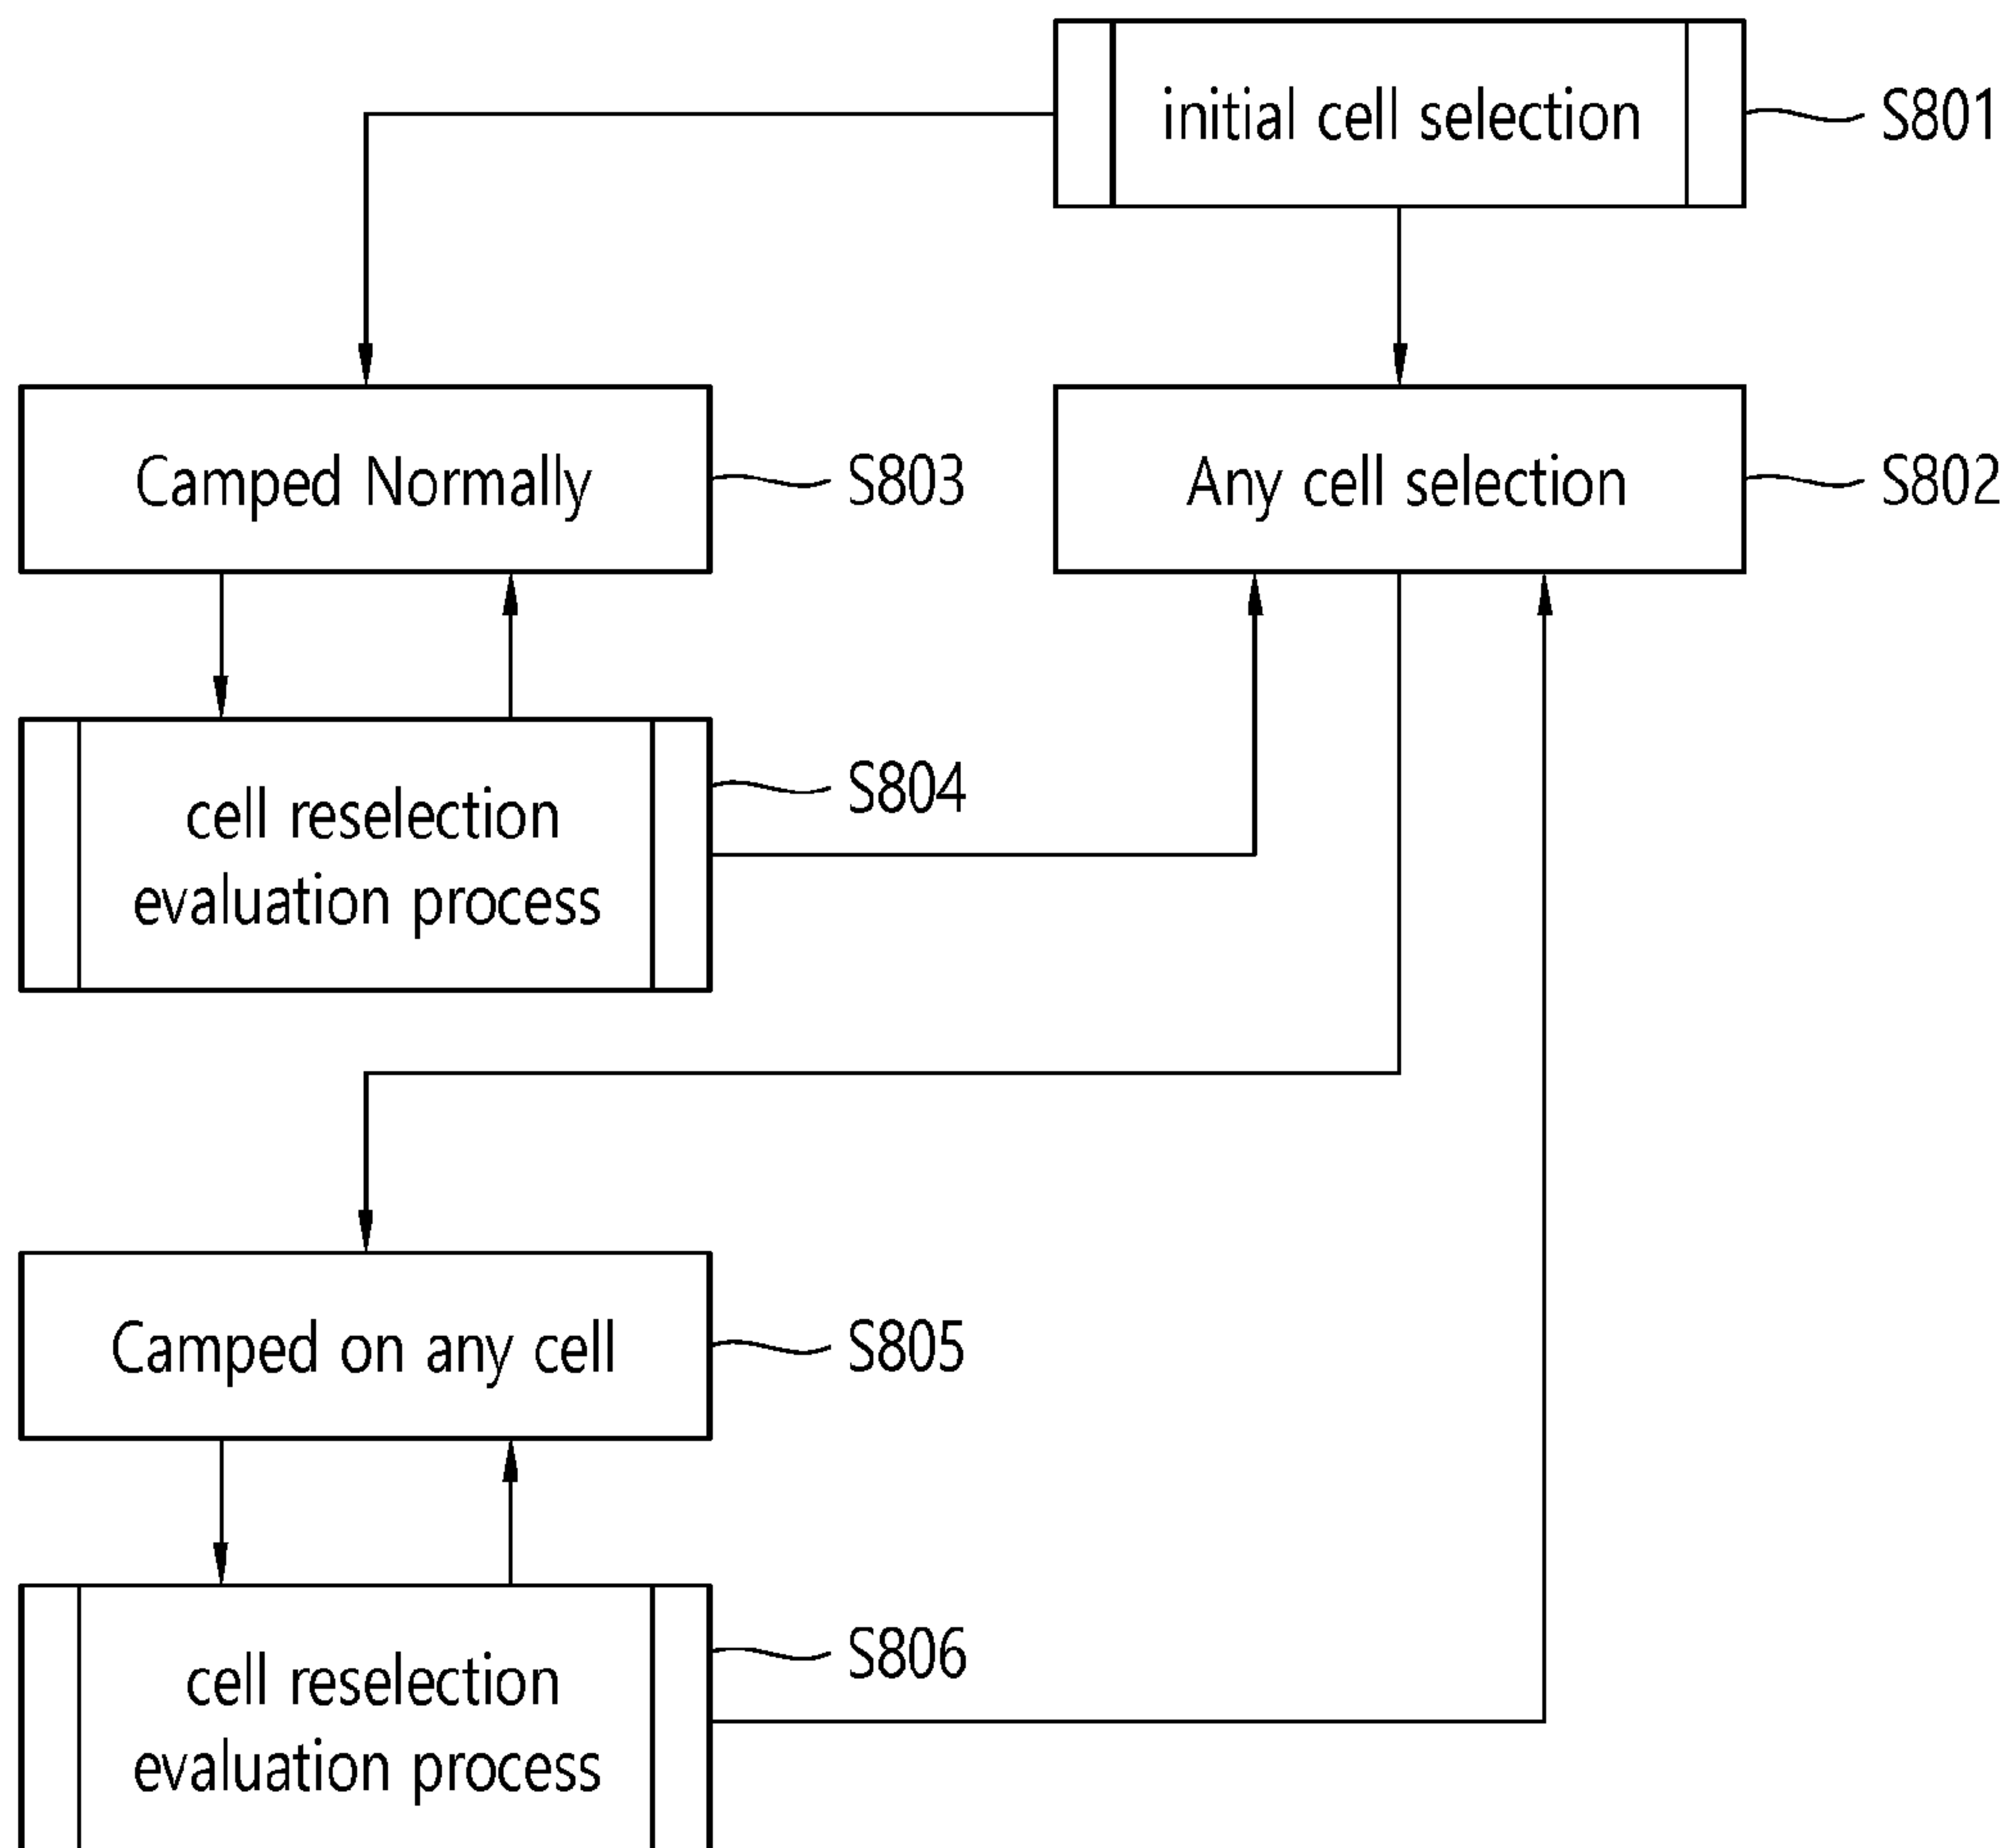 initial cell selection
S801
Camped Normally
S803
Any cell selection
S802
cell reselection
evaluation process
S804
Camped on any cell
S805
cell reselection
evaluation process
S806